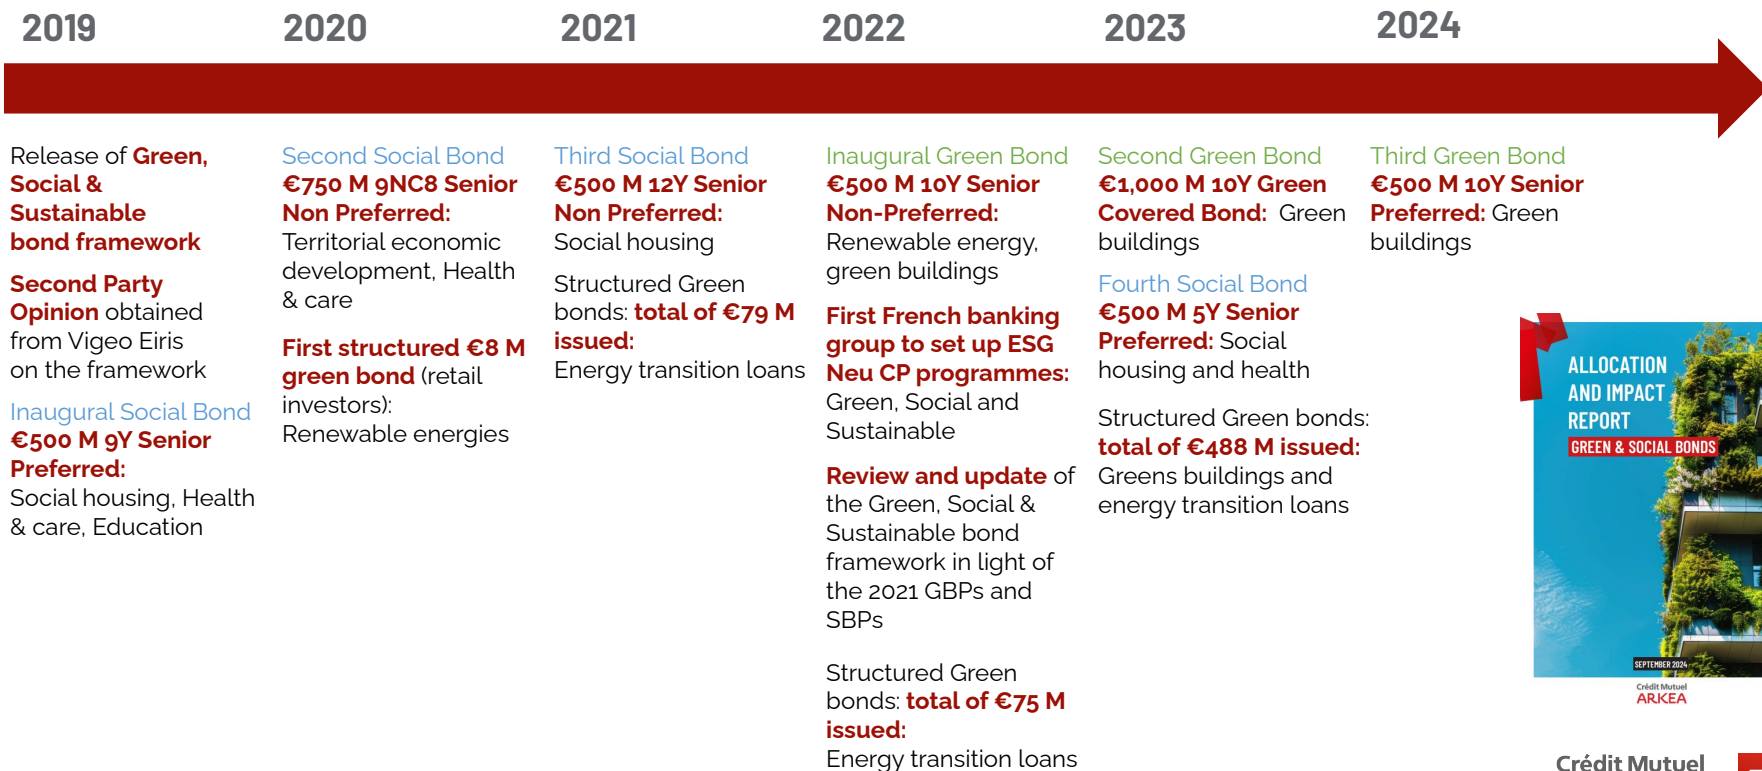 2019
2020
2021
2022
2023
2024
Release of Green,
Social &
Sustainable
bond framework
Second Party
Opinion obtained
from Vigeo Eiris
on the framework
Inaugural Social Bond
€500 M 9Y Senior
Preferred:
Social housing, Health
& care, Education
Second Social Bond
€750 M 9NC8 Senior
Non Preferred:
Territorial economic
development, Health
& care
First structured €8 M
green bond (retail
investors):
Renewable energies
Third Social Bond
€500 M 12Y Senior
Non Preferred:
Social housing
Structured Green
bonds: total of €79 M
issued:
Energy transition loans
Inaugural Green Bond
€500 M 10Y Senior
Non-Preferred:
Renewable energy,
green buildings
First French banking
group to set up ESG
Neu CP programmes:
Green, Social and
Sustainable
Review and update of
the Green, Social &
Sustainable bond
framework in light of
the 2021 GBPs and
SBPs
Structured Green
bonds: total of €75 M
issued:
Energy transition loans
Second Green Bond
€1,000 M 10Y Green
Covered Bond: Green
buildings
Fourth Social Bond
€500 M 5Y Senior
Preferred: Social
housing and health
Structured Green bonds:
total of €488 M issued:
Greens buildings and
energy transition loans
Third Green Bond
€500 M 10Y Senior
Preferred: Green
buildings
ALLOCATION
AND IMPACT
REPORT
GREEN & SOCIAL BONDS
SEPTEMBER 2024
Crédit Mutuel
ARKEA
Crédit Mutuel